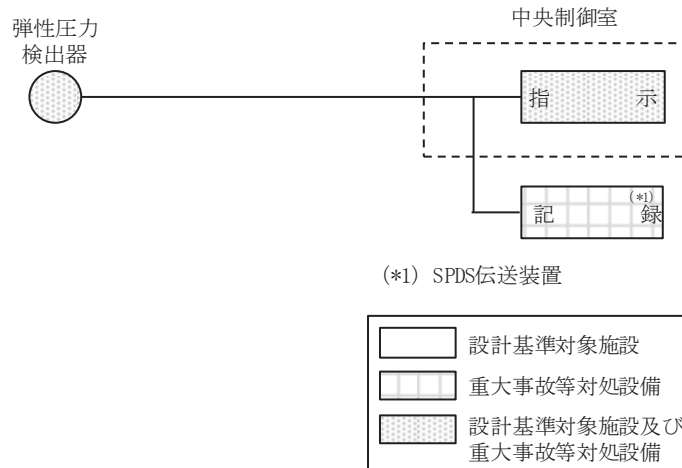 中央制御室
弾性圧力
検出器
指 示
(*1)
記 録
(*1) SPDS伝送装置
設計基準対象施設
重大事故等対処設備
設計基準対象施設及び
重大事故等対処設備